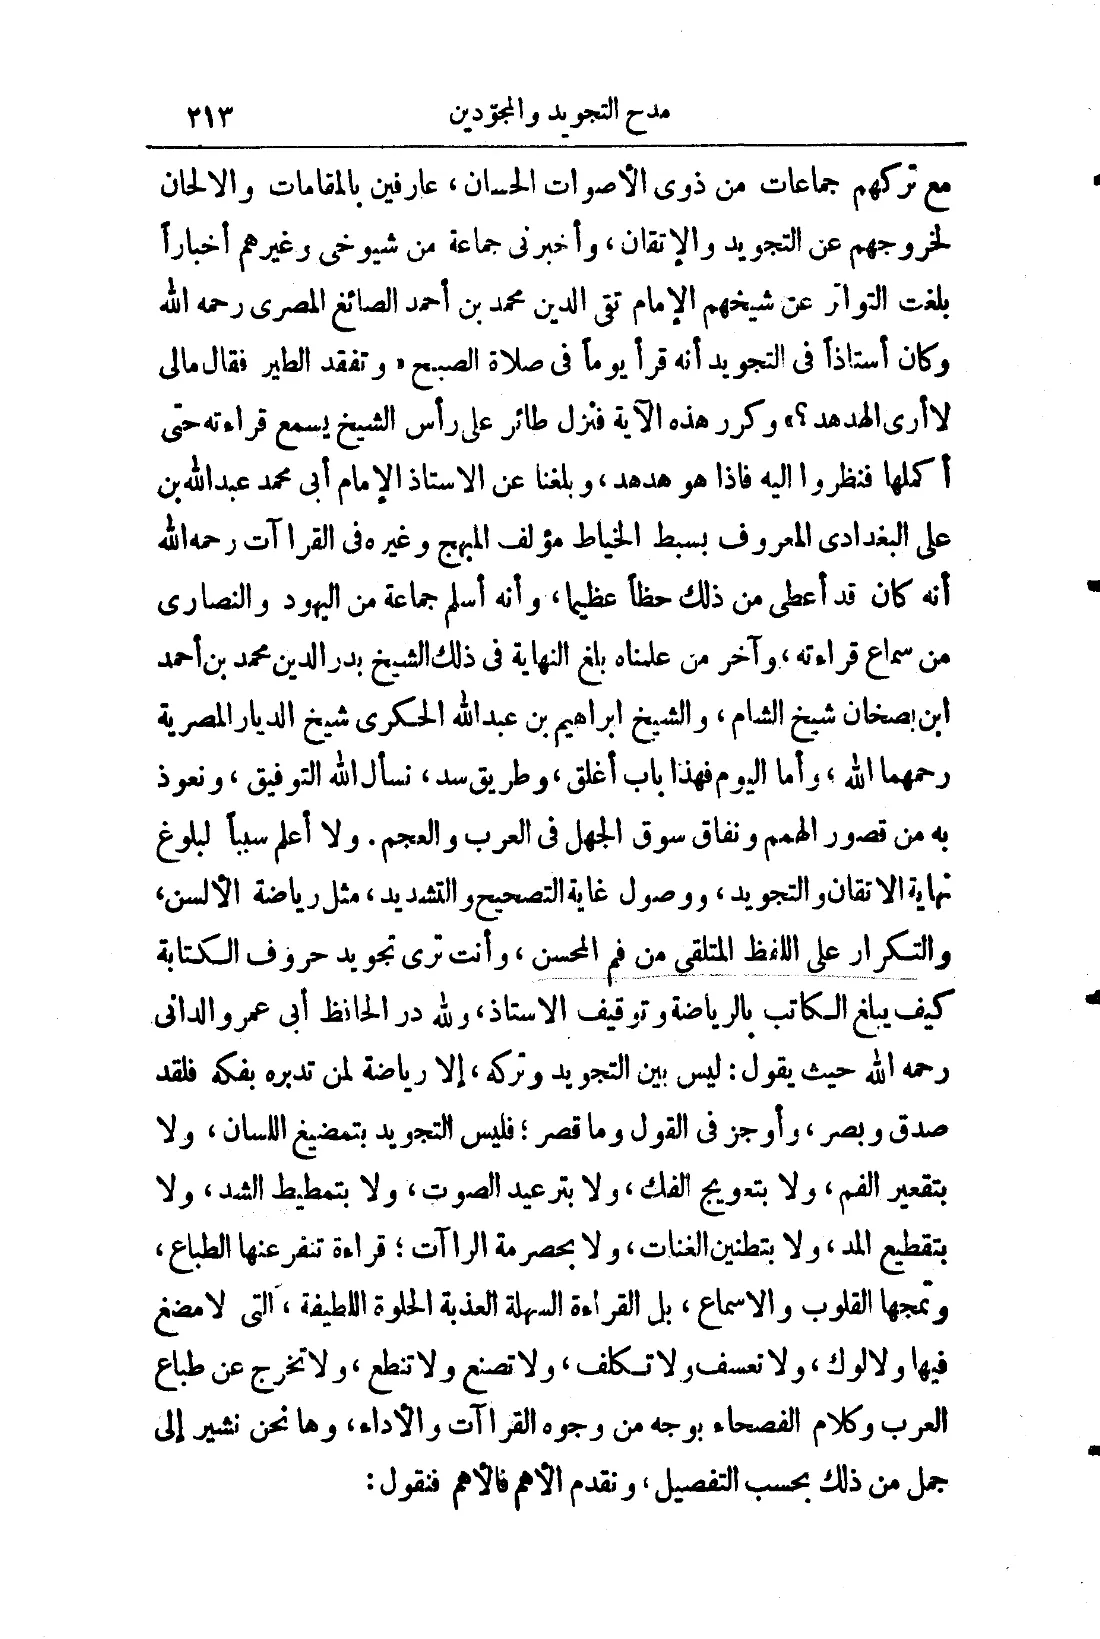 مدح التجويد والمجوّدين ٢١٣
مع تركهم جماعات من ذوى الأصوات الحسان، عارفين بالمقامات والالحان
لخروجهم عن التجويد والإتقان، وأخبرنى جماعة من شيوخى وغيرهم أخباراً
بلغت التواتر عن شيخهم الإمام تقى الدين محمد بن أحمد الصائغ المصرى رحمه الله
وكان أستاذاً فى التجويد أنه قرأ يوماً فى صلاة الصبح « وتفقد الطير فقال مالى
لا أرى الهدهد؟» وكرر هذه الآية فنزل طائر على رأس الشيخ يسمع قراءته حتى
أكملها فنظروا اليه فاذا هو هدهد، وبلغنا عن الاستاذ الإمام أبى محمد عبد الله بن
على البغدادى المعروف بسبط الخياط مؤلف المبهج وغيره فى القراآت رحمه الله
أنه كان قد أعطى من ذلك حظاً عظيما، وأنه أسلم جماعة من اليهود والنصارى
من سماع قراءته، وآخر من علمناه بلغ النهاية فى ذلك الشيخ بدر الدين محمد بن أحمد
ابن بصخان شيخ الشام، والشيخ ابراهيم بن عبد الله الحكرى شيخ الديار المصرية
رحمهما الله، وأما اليوم فهذا باب أغلق، وطريق سد، نسأل الله التوفيق، ونعوذ
به من قصور الهمم ونفاق سوق الجهل فى العرب والعجم. ولا أعلم سبباً لبلوغ
نهاية الاتقان والتجويد، ووصول غاية التصحيح والتشديد، مثل رياضة الألسن،
والتكرار على اللفظ المتلقى من فم المحسن، وأنت ترى تجويد حروف الكتابة
كيف يبلغ الكاتب بالرياضة وتوقيف الاستاذ، ولله در الحافظ أبى عمرو الدانى
رحمه الله حيث يقول: ليس بين التجويد وتركه، إلا رياضة لمن تدبره بفكه فلقد
صدق وبصر، وأوجز فى القول وما قصر؛ فليس التجويد بتمضيغ اللسان، ولا
بتقعير الفم، ولا بتعويج الفك، ولا بترعيد الصوت، ولا بتمطيط الشد، ولا
بتقطيع المد، ولا بتطنين الغنات، ولا بحصرمة الراآت؛ قراءة تنفر عنها الطباع،
وتمجها القلوب والاسماع، بل القراءة السهلة العذبة الحلوة اللطيفة، التى لا مضغ
فيها ولا لوك، ولا تعسف ولا تكلف، ولا تصنع ولا تنطع، ولا تخرج عن طباع
العرب وكلام الفصحاء بوجه من وجوه القراآت والأداء، وها نحن نشير إلى
جمل من ذلك بحسب التفصيل، ونقدم الأهم فالأهم فنقول: